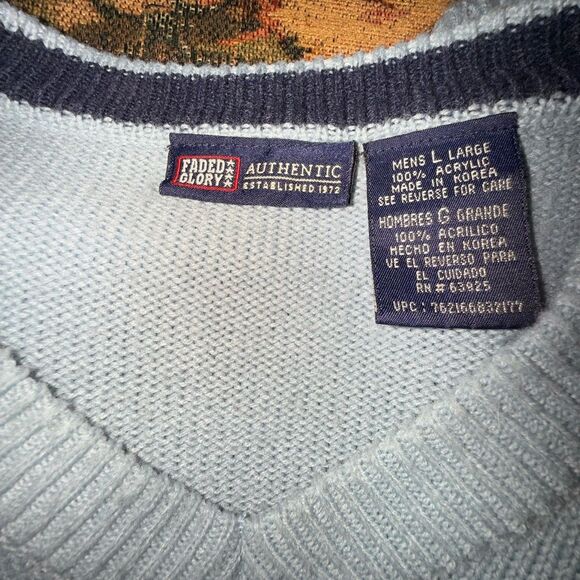 FADED
GLORY
AUTHENTIC
ESTABLISHED 1972
MENS L LARGE
100% ACRYLIC
MADE IN KOREA
SEE REVERSE FOR CARE
HOMBRES G GRANDE
100% ACRILICO
HECHO EN KOREA
VE EL REVERSO PARA
EL CUIDADO
RN# 63925
UPC: 762166832177